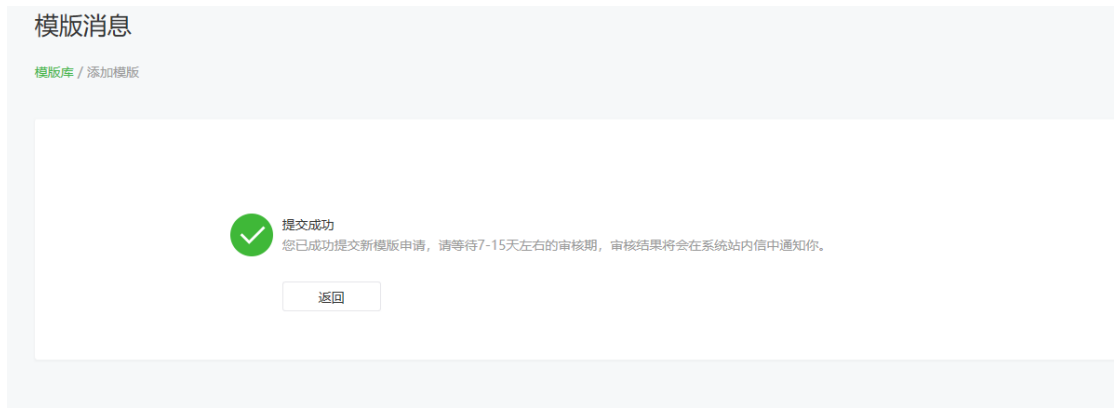 模版消息
模版库 / 添加模版
提交成功
您已成功提交新模版申请，请等待7-15天左右的审核期，审核结果将会在系统站内信中通知你。
返回